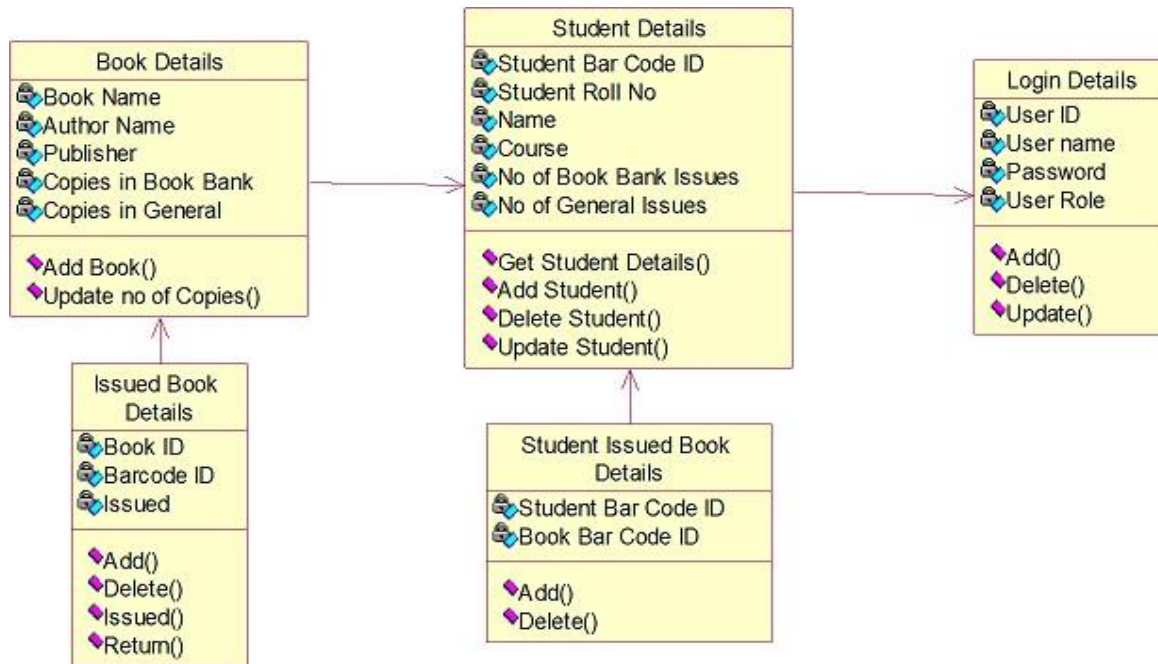 Book Details
Book Name
Author Name
Publisher
Copies in Book Bank
Copies in General
Add Book()
Update no of Copies()
Student Details
Student Bar Code ID
Student Roll No
Name
Course
No of Book Bank Issues
No of General Issues
Get Student Details()
Add Student()
Delete Student()
Update Student()
Login Details
User ID
User name
Password
User Role
Add()
Delete()
Update()
Issued Book
Details
Book ID
Barcode ID
Issued
Add()
Delete()
Issued()
Return()
Student Issued Book
Details
Student Bar Code ID
Book Bar Code ID
Add()
Delete()